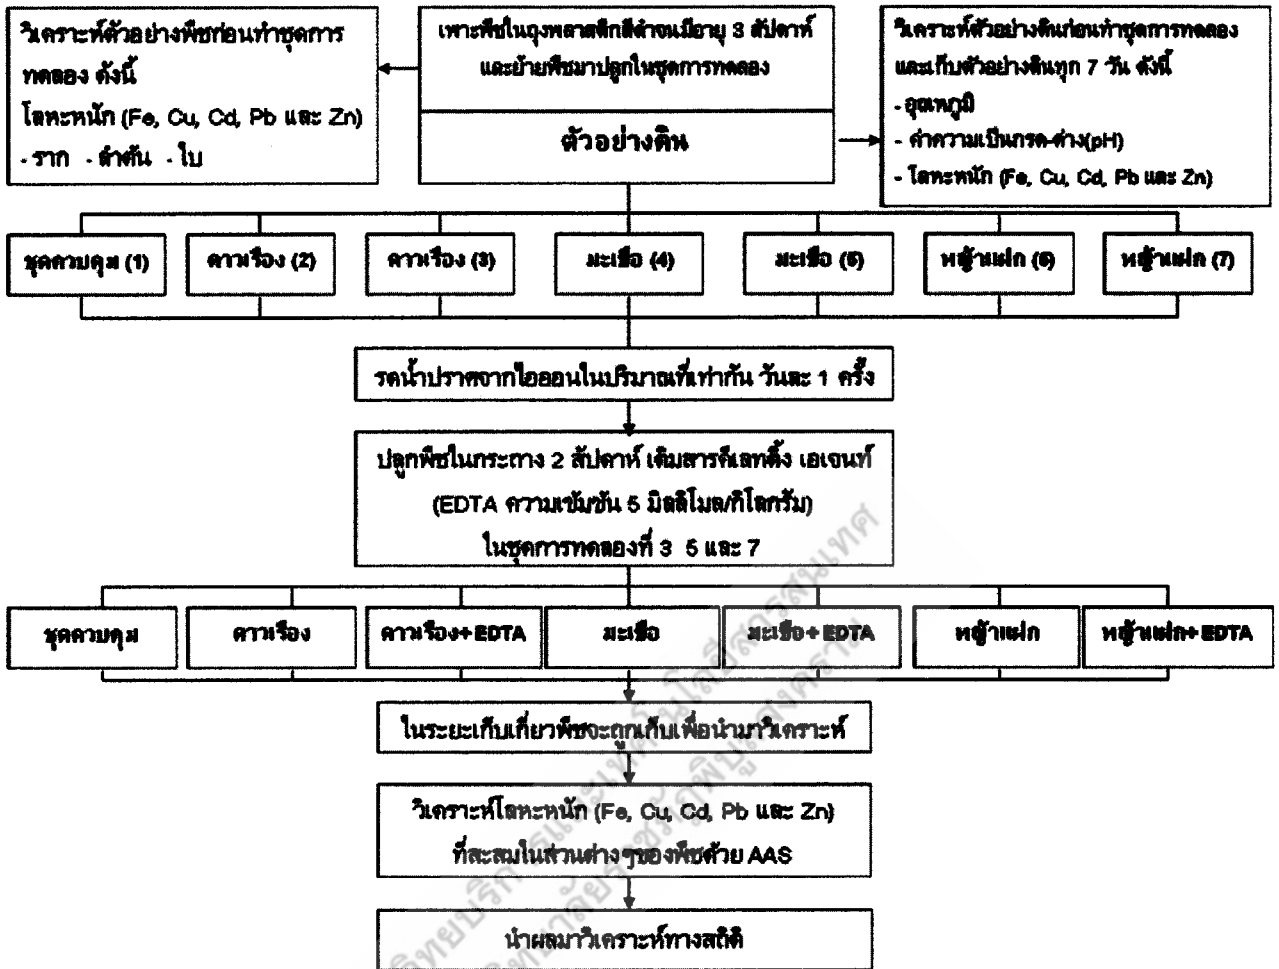 วิเคราะห์ตัวอย่างพืชก่อนทำชุดการ
ทดลอง ดังนี้
โลหะหนัก (Fe, Cu, Cd, Pb และ Zn)
- ราก - ลำต้น - ใบ
เพาะพืชในถุงพลาสติกสีดำจนมีอายุ 3 สัปดาห์
และย้ายพืชมาปลูกในชุดการทดลอง
ตัวอย่างดิน
วิเคราะห์ตัวอย่างดินก่อนทำชุดการทดลอง
และเก็บตัวอย่างดินทุก 7 วัน ดังนี้
- อุณหภูมิ
- ค่าความเป็นกรด-ด่าง(pH)
- โลหะหนัก (Fe, Cu, Cd, Pb และ Zn)
ชุดควบคุม (1)
ดาวเรือง (2)
ดาวเรือง (3)
มะเขือ (4)
มะเขือ (5)
หญ้าแฝก (6)
หญ้าแฝก (7)
รดน้ำปราศจากไอออนในปริมาณที่เท่ากัน วันละ 1 ครั้ง
ปลูกพืชในกระถาง 2 สัปดาห์ เติมสารคีเลทติ้ง เอเจนท์
(EDTA ความเข้มข้น 5 มิลลิโมล/กิโลกรัม)
ในชุดการทดลองที่ 3 5 และ 7
ชุดควบคุม
ดาวเรือง
ดาวเรือง+EDTA
มะเขือ
มะเขือ+EDTA
หญ้าแฝก
หญ้าแฝก+EDTA
ในระยะเก็บเกี่ยวพืชจะถูกเก็บเพื่อนำมาวิเคราะห์
วิเคราะห์โลหะหนัก (Fe, Cu, Cd, Pb และ Zn)
ที่สะสมในส่วนต่างๆของพืชด้วย AAS
นำผลมาวิเคราะห์ทางสถิติ